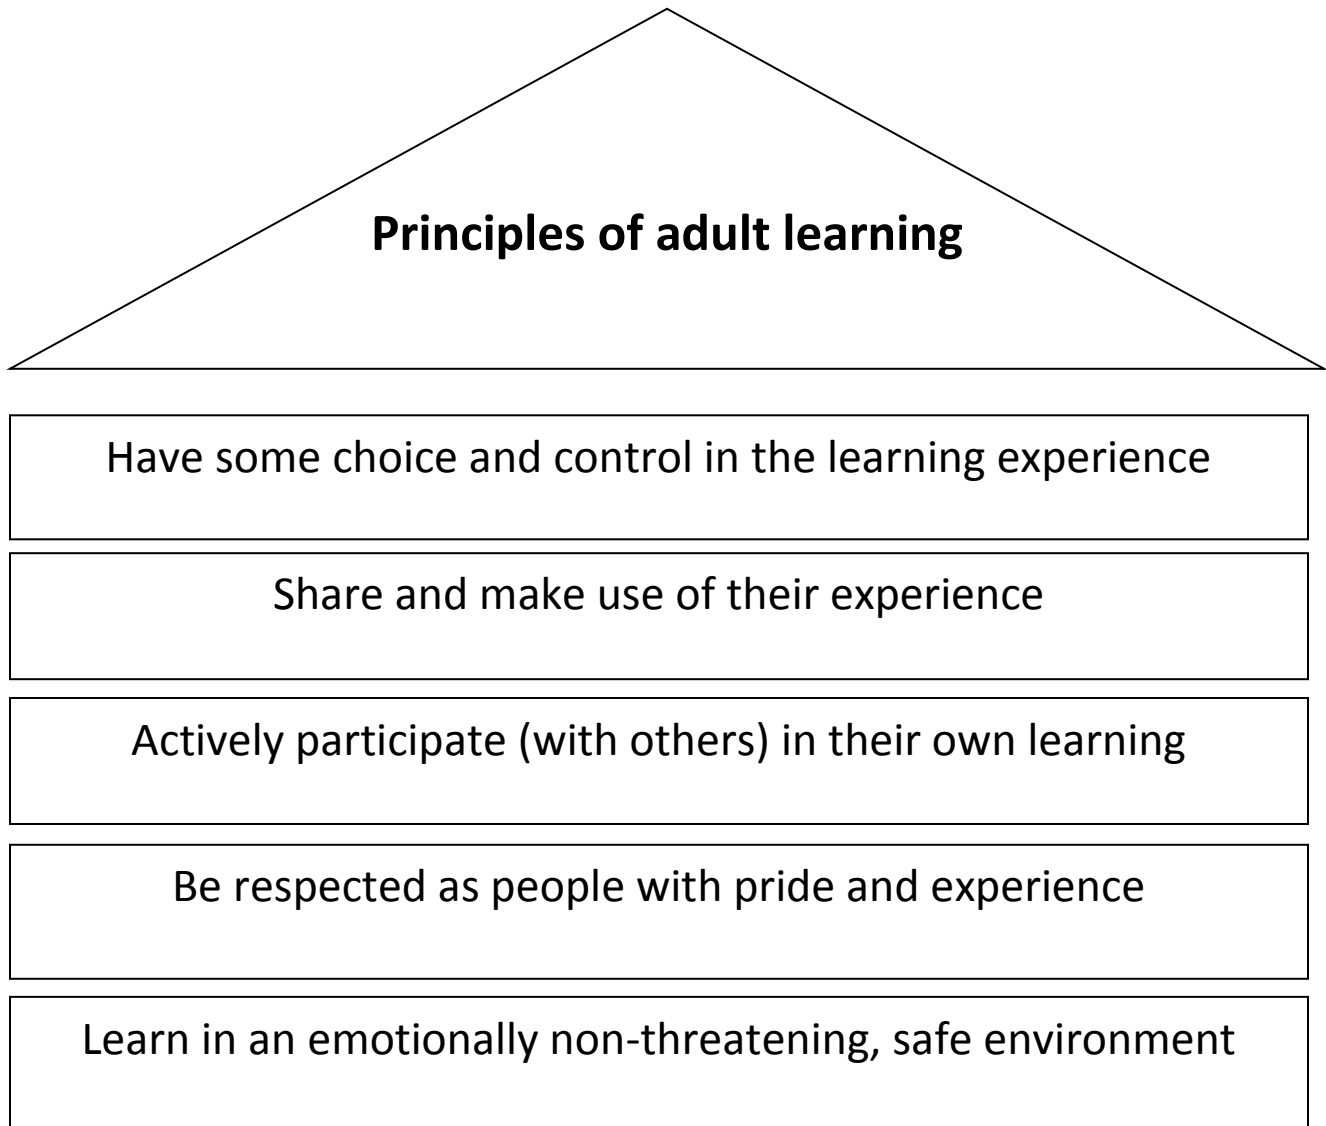 Principles of adult learning
Have some choice and control in the learning experience
Share and make use of their experience
Actively participate (with others) in their own learning
Be respected as people with pride and experience
Learn in an emotionally non-threatening, safe environment